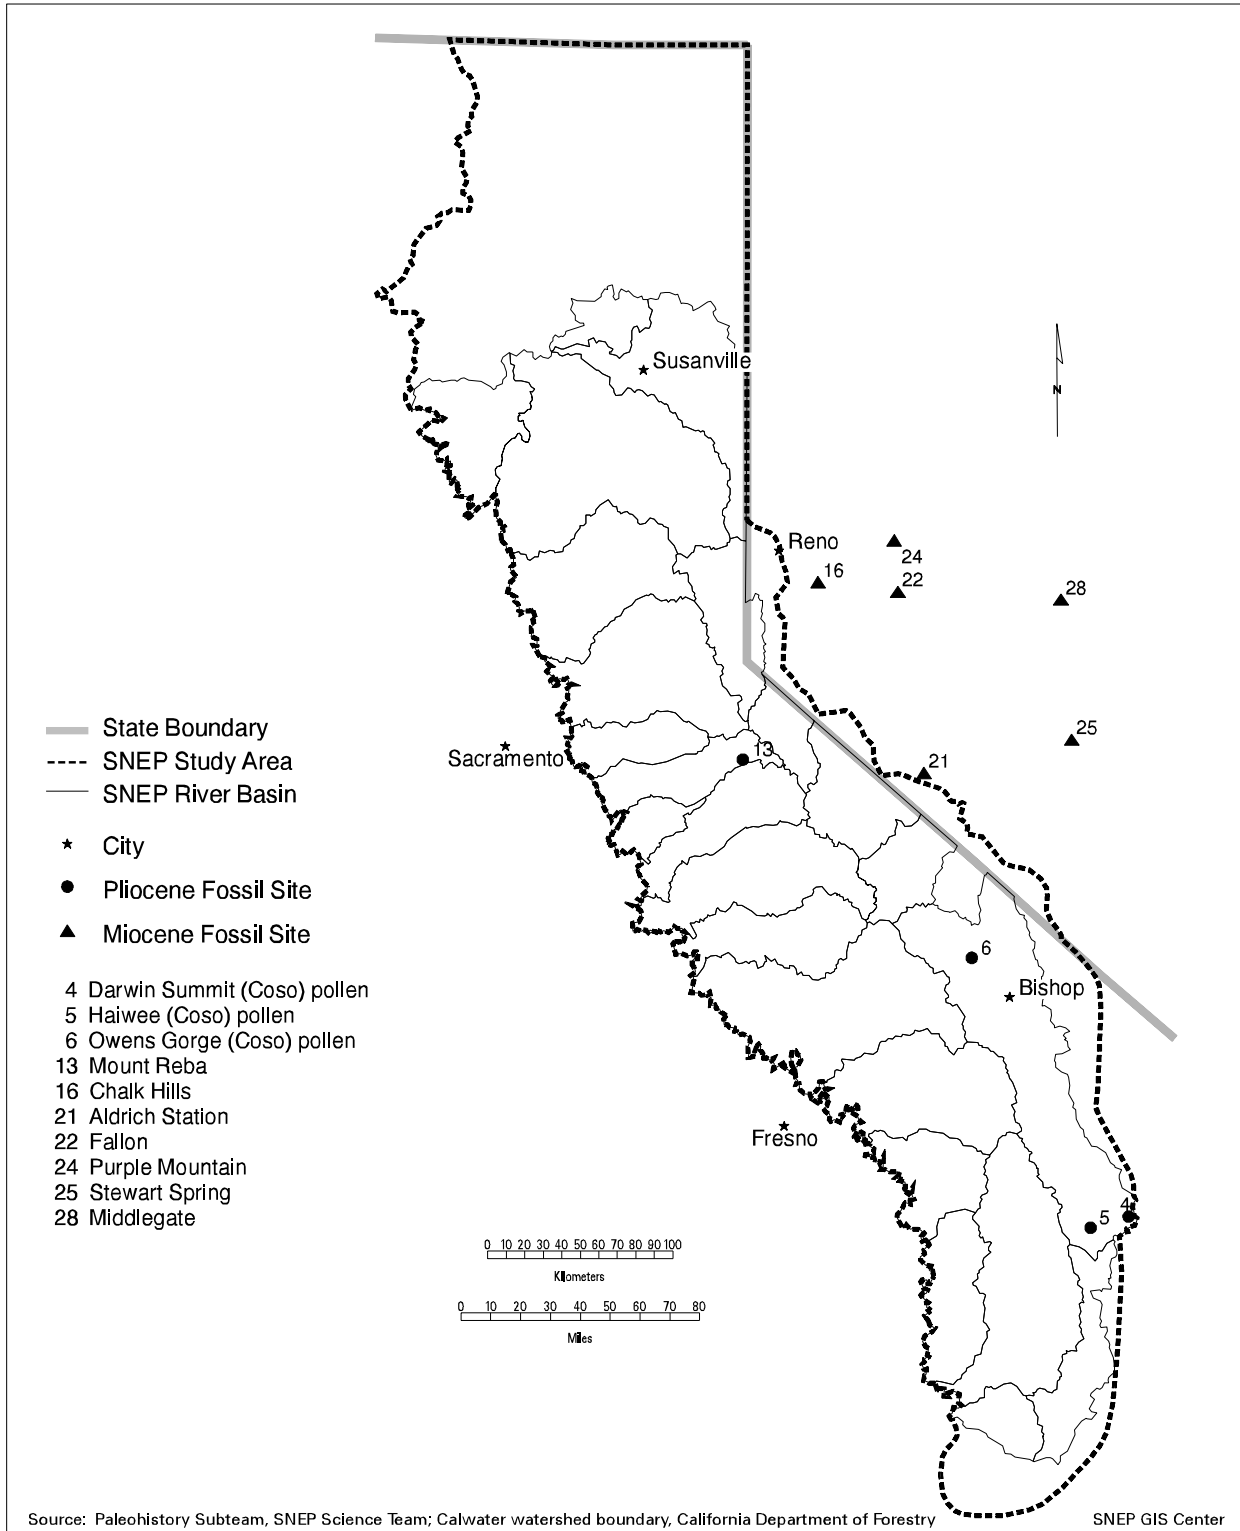 Susanville
N
Reno
24
16
22
28
State Boundary
SNEP Study Area
SNEP River Basin
City
Pliocene Fossil Site
Miocene Fossil Site
Sacramento
13
25
21
6
Bishop
4 Darwin Summit (Coso) pollen
5 Haiwee (Coso) pollen
6 Owens Gorge (Coso) pollen
13 Mount Reba
16 Chalk Hills
21 Aldrich Station
22 Fallon
24 Purple Mountain
25 Stewart Spring
28 Middlegate
Fresno
4
5
0 10 20 30 40 50 60 70 80 90 100
Kilometers
0 10 20 30 40 50 60 70 80
Miles
Source: Paleohistory Subteam, SNEP Science Team; Calwater watershed boundary, California Department of Forestry
SNEP GIS Center